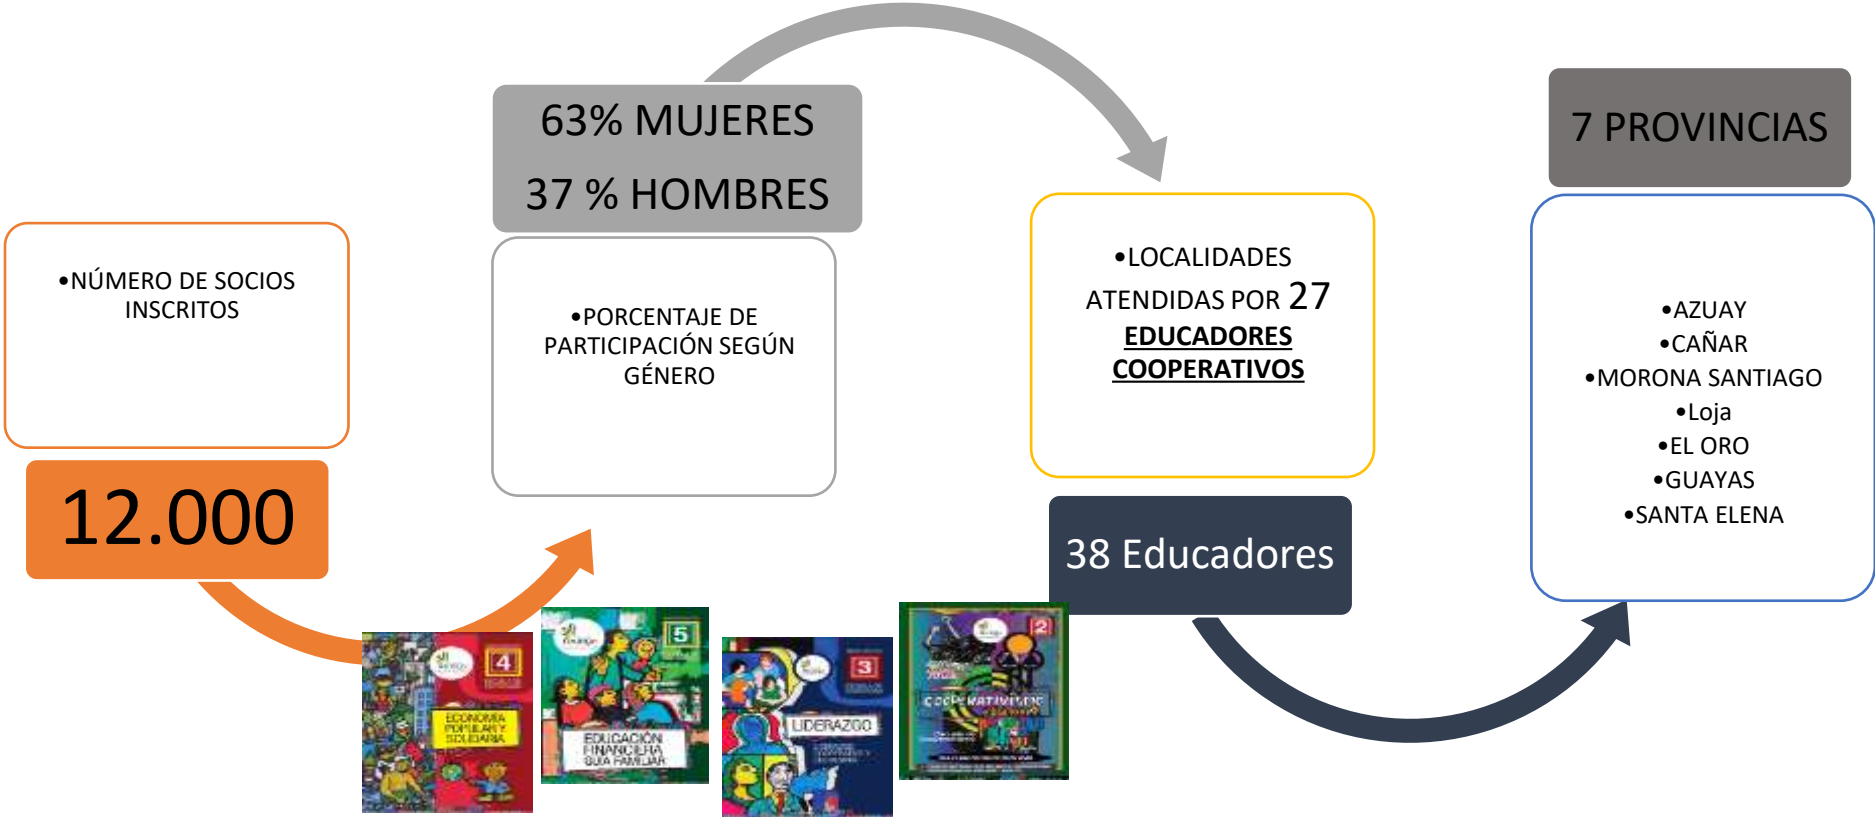 •NÚMERO DE SOCIOS
INSCRITOS
12.000
63% MUJERES
37 % HOMBRES
•PORCENTAJE DE
PARTICIPACIÓN SEGÚN
GÉNERO
•LOCALIDADES
ATENDIDAS POR 27
EDUCADORES
COOPERATIVOS
38 Educadores
7 PROVINCIAS
•AZUAY
•CAÑAR
•MORONA SANTIAGO
•Loja
•EL ORO
•GUAYAS
•SANTA ELENA
4
ECONOMÍA
POPULAR Y
SOLIDARIA
5
EDUCACIÓN
FINANCIERA
GUÍA FAMILIAR
3
LIDERAZGO
2
COOPERATIVISMO